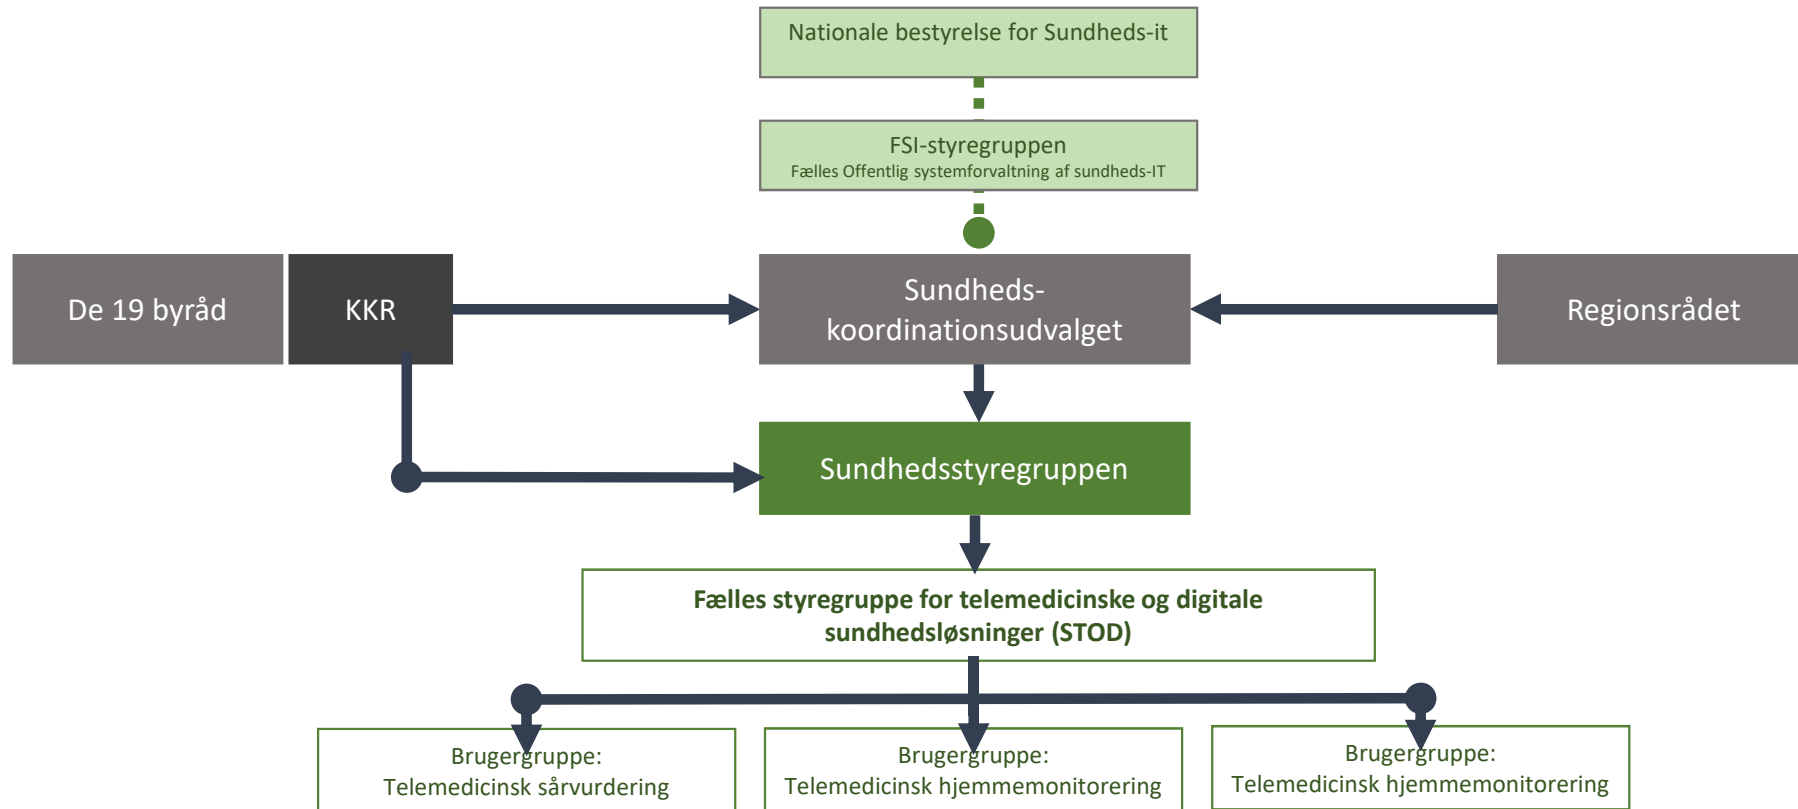 Nationale bestyrelse for Sundheds-it
FSI-styregruppen
Fælles Offentlig systemforvaltning af sundheds-IT
De 19 byråd
KKR
Sundheds-
koordinationsudvalget
Regionsrådet
Sundhedsstyregruppen
Fælles styregruppe for telemedicinske og digitale
sundhedsløsninger (STOD)
Brugergruppe:
Telemedicinsk sårvurdering
Brugergruppe:
Telemedicinsk hjemmemonitorering
Brugergruppe:
Telemedicinsk hjemmemonitorering